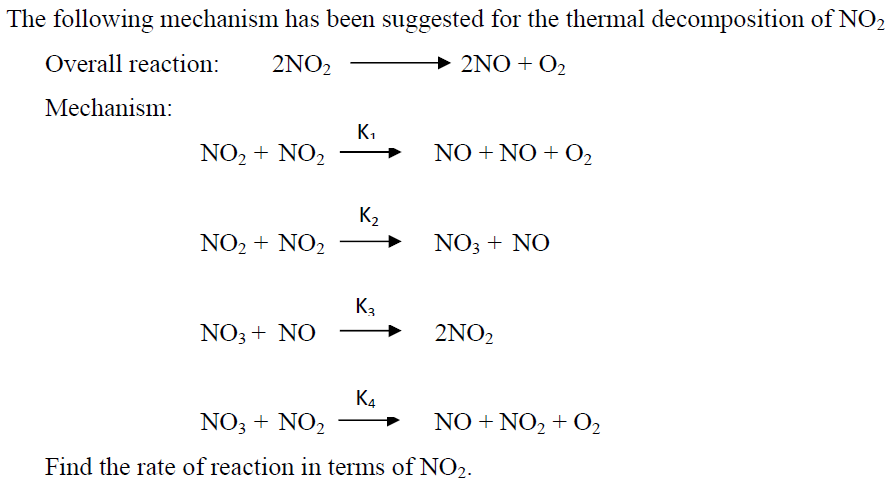 The following mechanism has been suggested for the thermal decomposition of NO₂
Overall reaction: 2NO₂ ⟶ 2NO + O₂
Mechanism:
K₁
NO₂ + NO₂ ⟶ NO + NO + O₂
K₂
NO₂ + NO₂ ⟶ NO₃ + NO
K₃
NO₃ + NO ⟶ 2NO₂
K₄
NO₃ + NO₂ ⟶ NO + NO₂ + O₂
Find the rate of reaction in terms of NO₂.